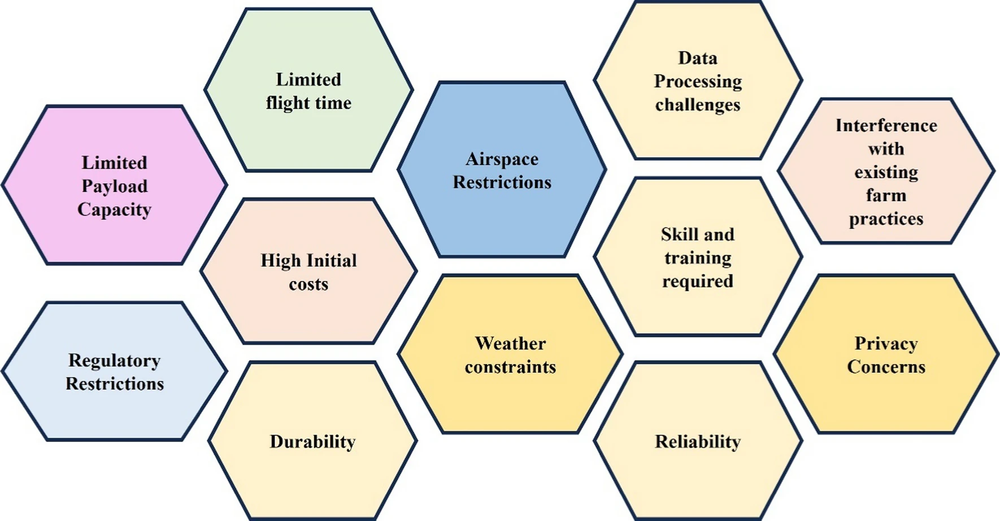 Limited
Payload
Capacity
Regulatory
Restrictions
Limited
flight time
High Initial
costs
Durability
Airspace
Restrictions
Weather
constraints
Data
Processing
challenges
Skill and
training
required
Reliability
Interference
with
existing
farm
practices
Privacy
Concerns